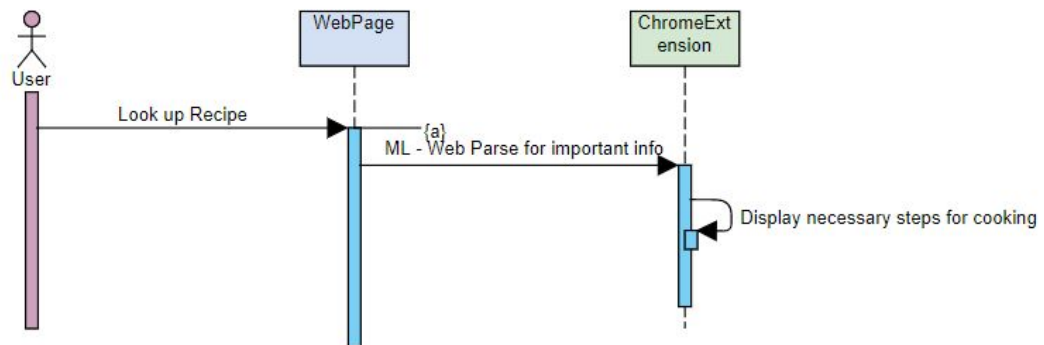 WebPage
ChromeExt
ension
User
Look up Recipe
{a}
ML - Web Parse for important info
Display necessary steps for cooking